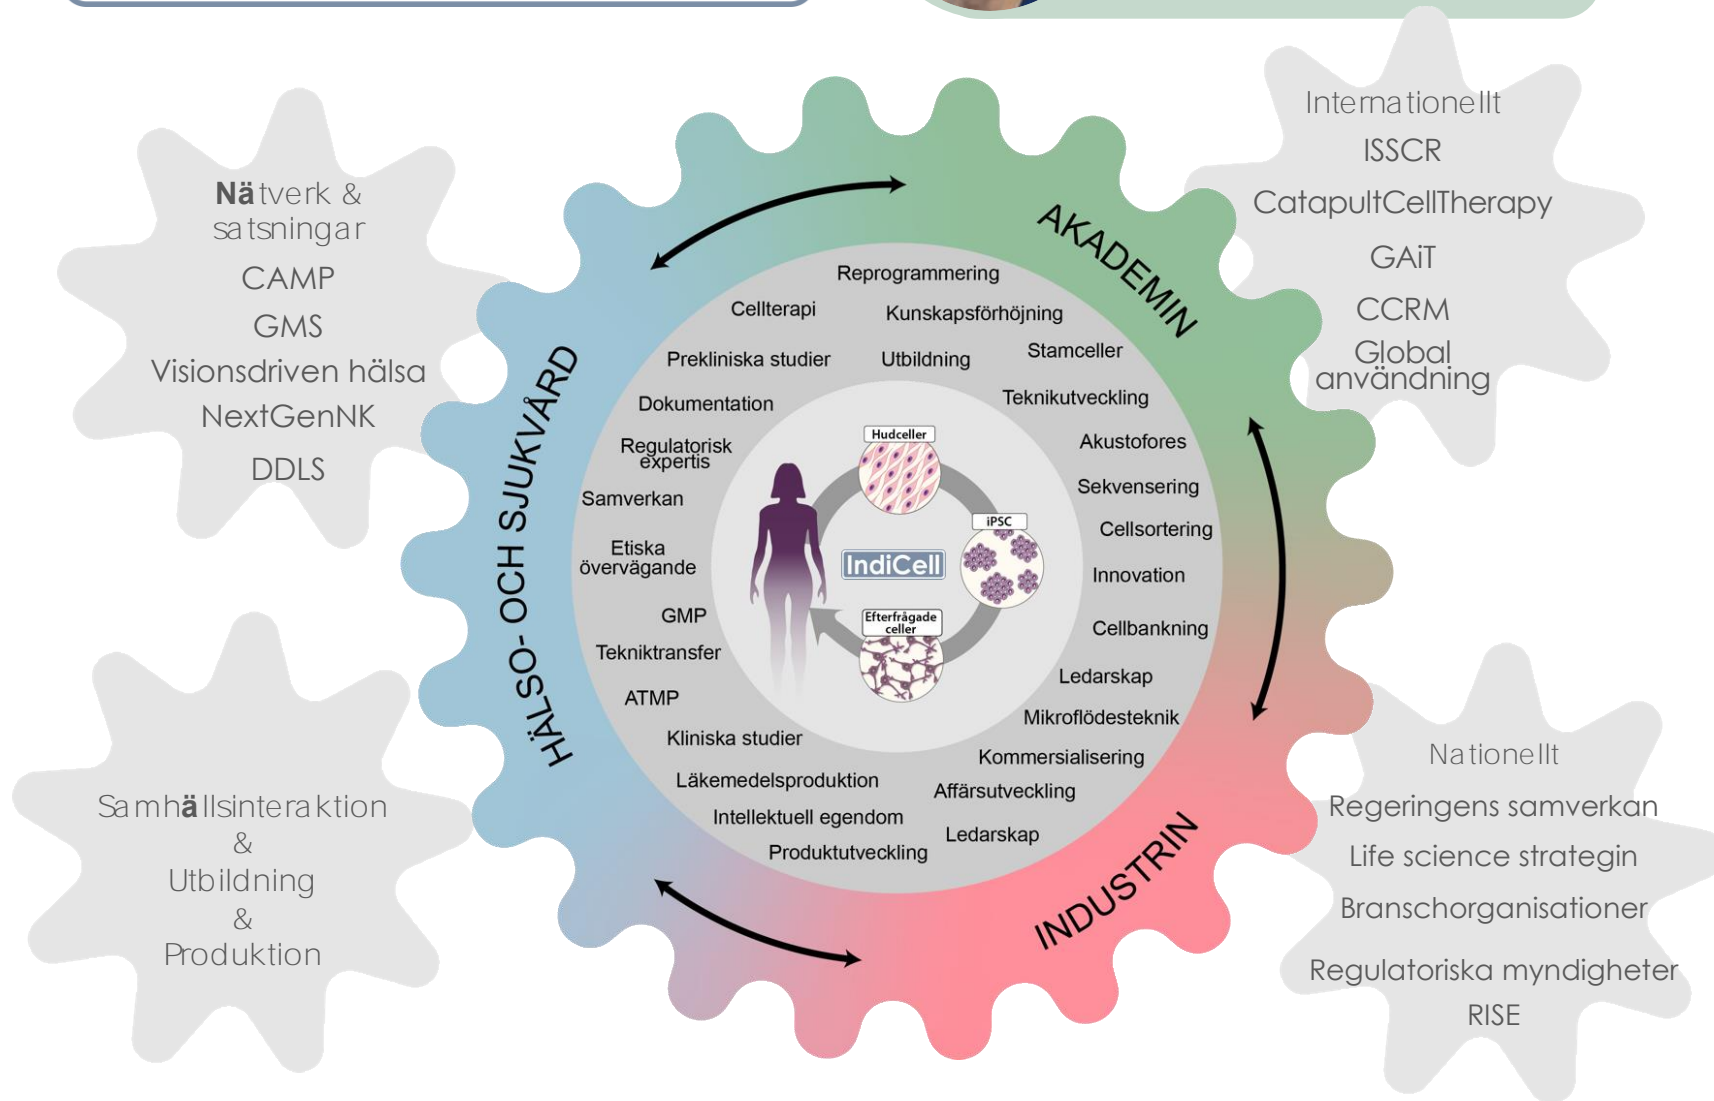 Nätverk &
satsningar
CAMP
GMS
Visionsdriven hälsa
NextGenNK
DDLS
Internationellt
ISSCR
CatapultCellTherapy
GAiT
CCRM
Global
användning
AKADEMIN
HÄLSO- OCH SJUKVÅRD
INDUSTRIN
Reprogrammering
Cellterapi
Kunskapsförhöjning
Prekliniska studier
Utbildning
Stamceller
Dokumentation
Teknikutveckling
Regulatorisk
expertis
Akustofores
Samverkan
Sekvensering
Cellsortering
Etiska
övervägande
Innovation
GMP
Cellbankning
Tekniktransfer
Ledarskap
ATMP
Mikroflödesteknik
Kliniska studier
Kommersialisering
Läkemedelsproduktion
Affärsutveckling
Intellektuell egendom
Ledarskap
Produktutveckling
Hudceller
iPSC
IndiCell
Efterfrågade
celler
Samhällsinteraktion
&
Utbildning
&
Produktion
Nationellt
Regeringens samverkan
Life science strategin
Branschorganisationer
Regulatoriska myndigheter
RISE